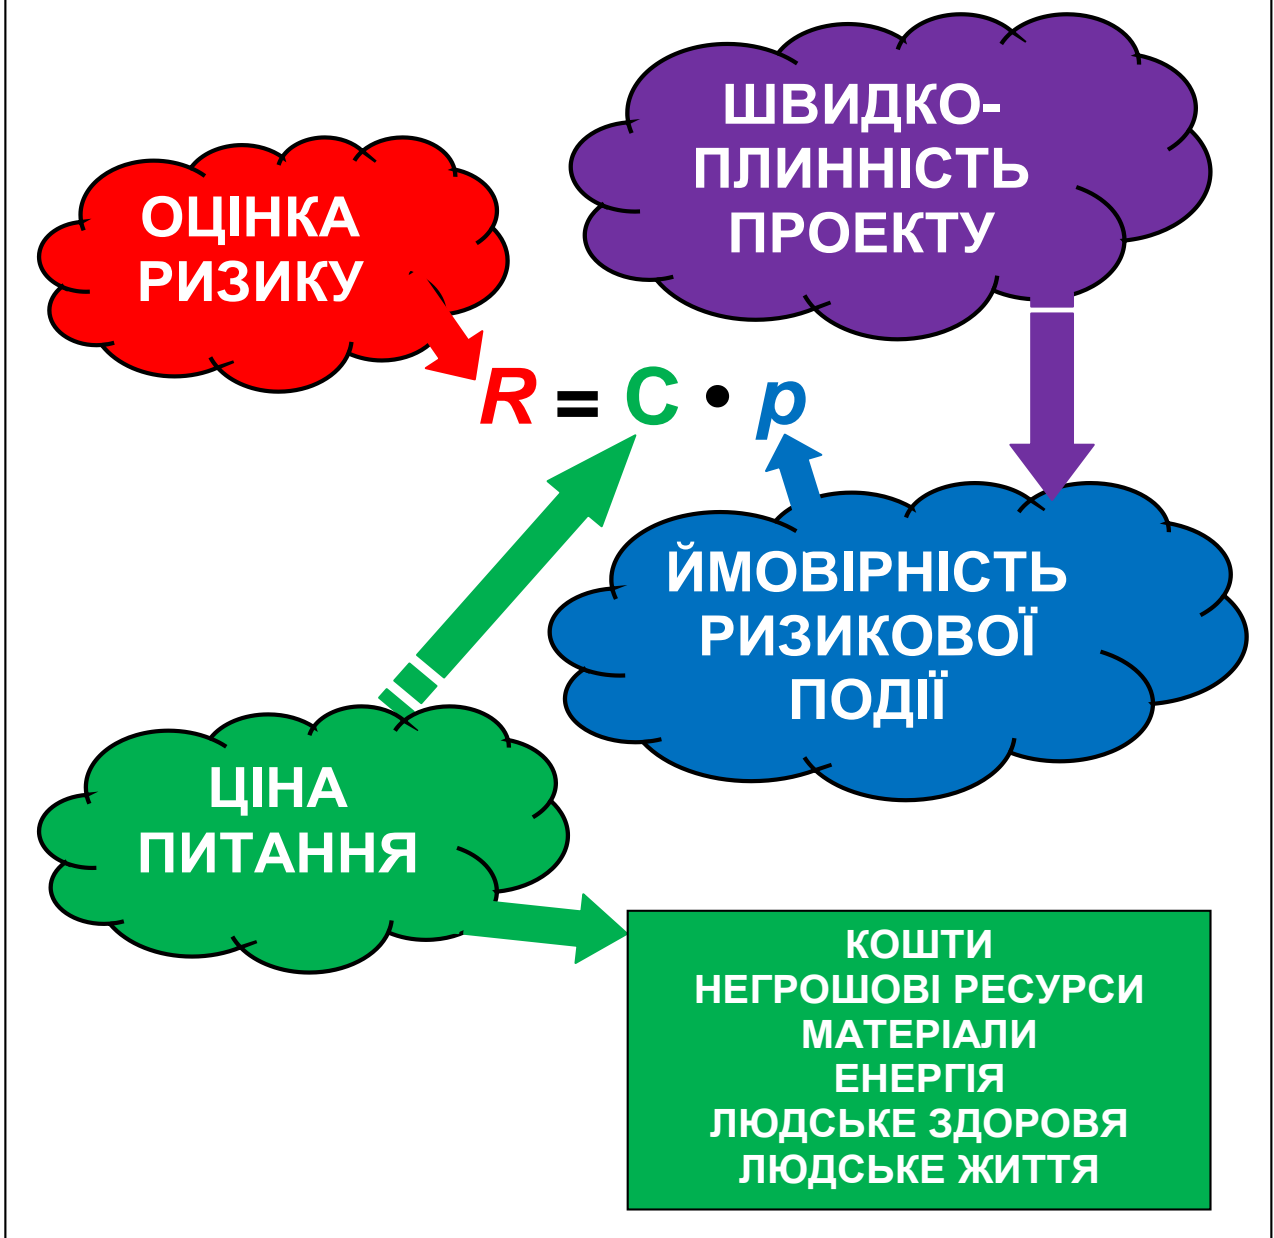 ШВИДКО-
ПЛИННІСТЬ
ПРОЕКТУ
ОЦІНКА
РИЗИКУ
R = C • p
ЙМОВІРНІСТЬ
РИЗИКОВОЇ
ПОДІЇ
ЦІНА
ПИТАННЯ
КОШТИ
НЕГРОШОВІ РЕСУРСИ
МАТЕРІАЛИ
ЕНЕРГІЯ
ЛЮДСЬКЕ ЗДОРОВЯ
ЛЮДСЬКЕ ЖИТТЯ